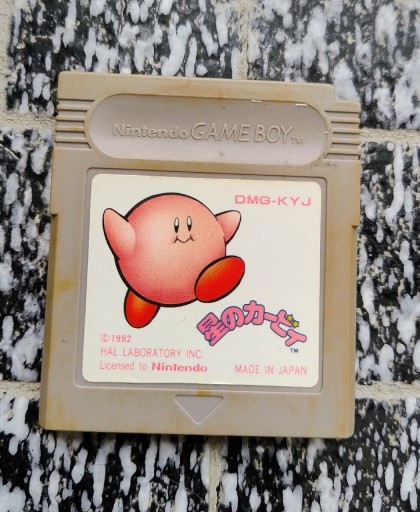 Nintendo GAME BOY TM
DMG-KYJ
星のカービィ TM
© 1992
HAL LABORATORY INC.
Licensed to Nintendo
MADE IN JAPAN